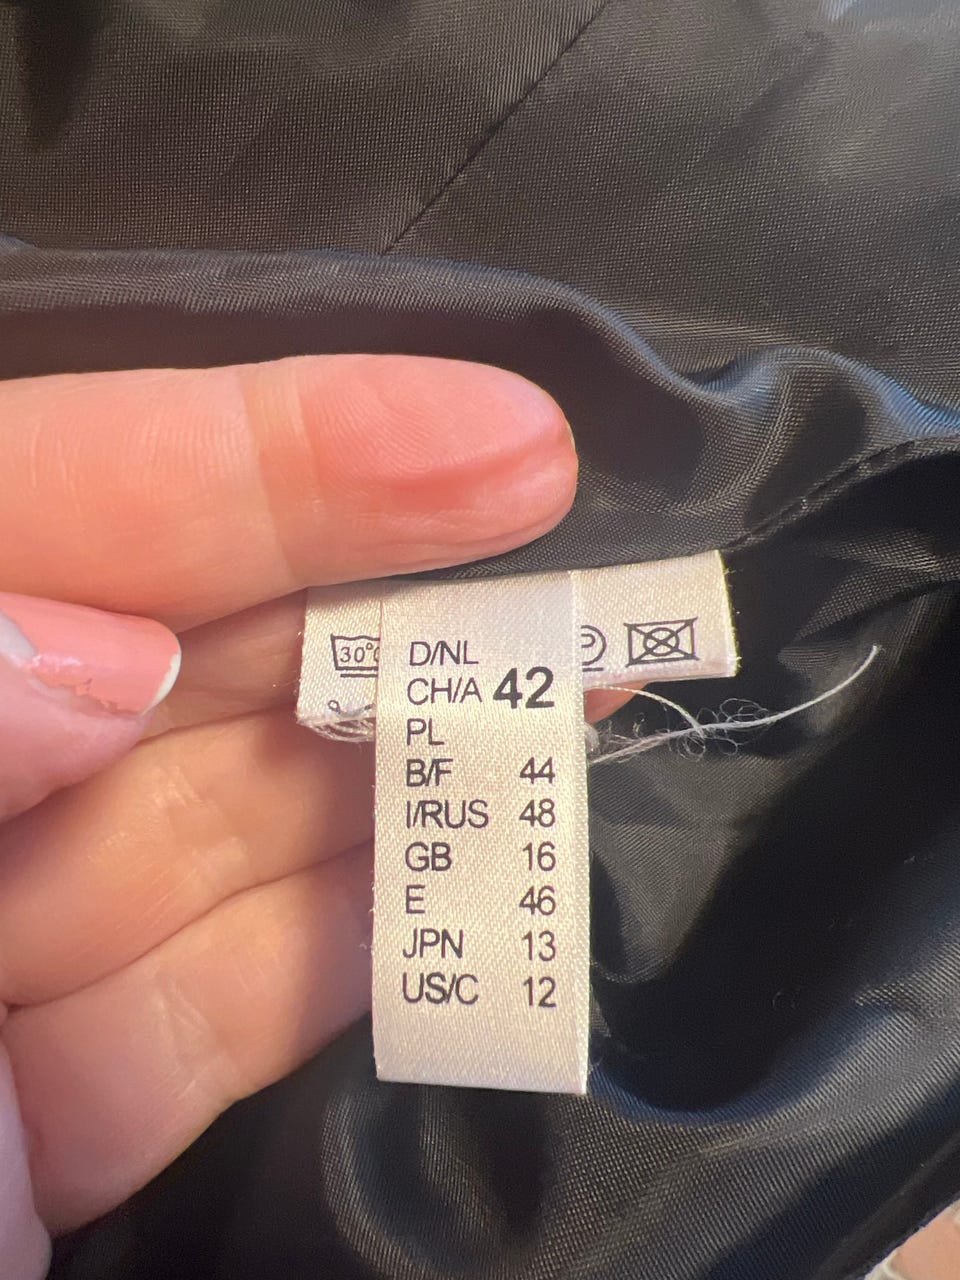 30°
P
D/NL
CH/A 42
PL
B/F 44
I/RUS 48
GB 16
E 46
JPN 13
US/C 12